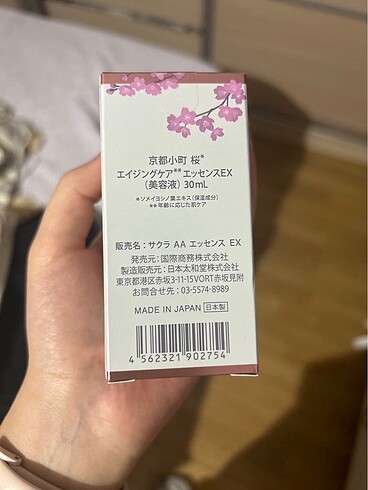 京都小町 桜*
エイジングケア**エッセンスEX
(美容液) 30mL
*ソメイヨシノ葉エキス(保湿成分)
**年齢に応じた肌ケア
販売名：サクラ AA エッセンス EX
発売元：国際商務株式会社
製造販売元：日本太和堂株式会社
東京都港区赤坂3-11-15VORT赤坂見附
お問合せ先：03-5574-8989
MADE IN JAPAN 日本製
4 562321 902754